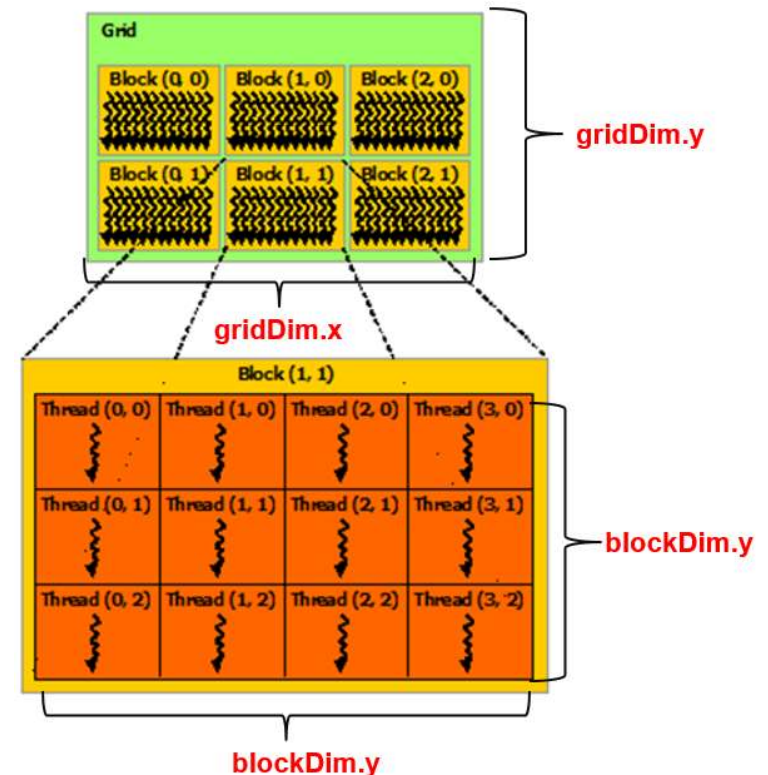 Grid
Block (0, 0) Block (1, 0) Block (2, 0)
gridDim.y
Block (0, 1) Block (1, 1) Block (2, 1)
gridDim.x
Block (1, 1)
Thread (0, 0) Thread (1, 0) Thread (2, 0) Thread (3, 0)
Thread (0, 1) Thread (1, 1) Thread (2, 1) Thread (3, 1)
blockDim.y
Thread (0, 2) Thread (1, 2) Thread (2, 2) Thread (3, 2)
blockDim.y